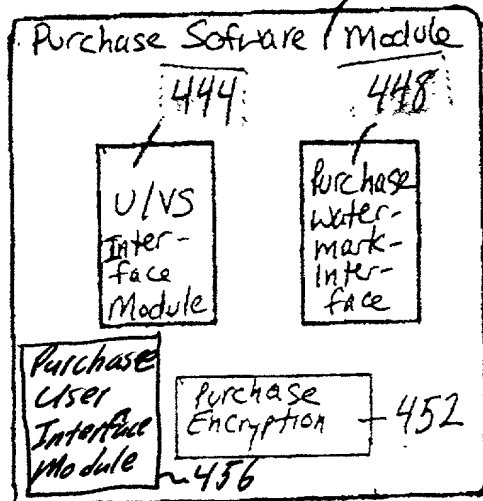 Purchase Sofware Module
444
448
U/VS
Inter-
face
Module
Purchase
Water-
mark-
Inter-
face
Purchase
User
Interface
Module
456
Purchase
Encryption
452